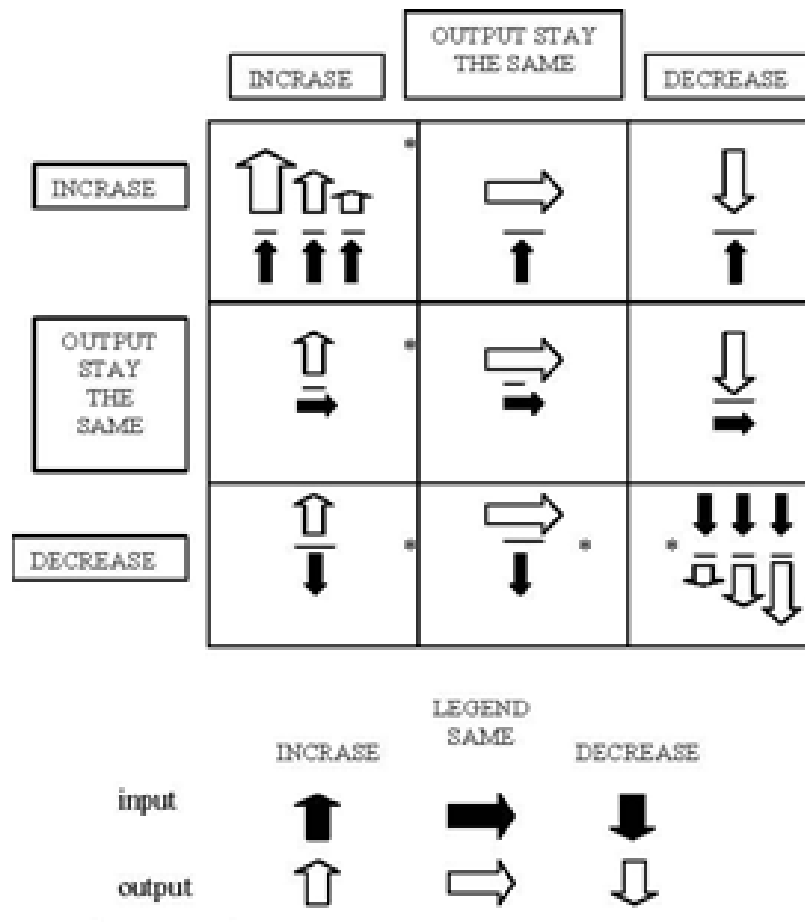 OUTPUT STAY
THE SAME
INCRASE
DECREASE
INCRASE
OUTPUT
STAY
THE
SAME
DECREASE
LEGEND
SAME
INCRASE
DECREASE
input
output